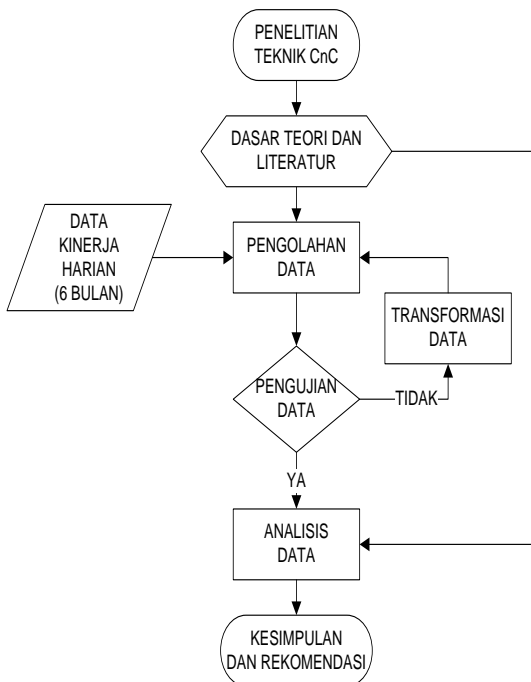 PENELITIAN
TEKNIK CnC
DASAR TEORI DAN
LITERATUR
DATA
KINERJA
HARIAN
(6 BULAN)
PENGOLAHAN
DATA
TRANSFORMASI
DATA
PENGUJIAN
DATA
TIDAK
YA
ANALISIS
DATA
KESIMPULAN
DAN REKOMENDASI